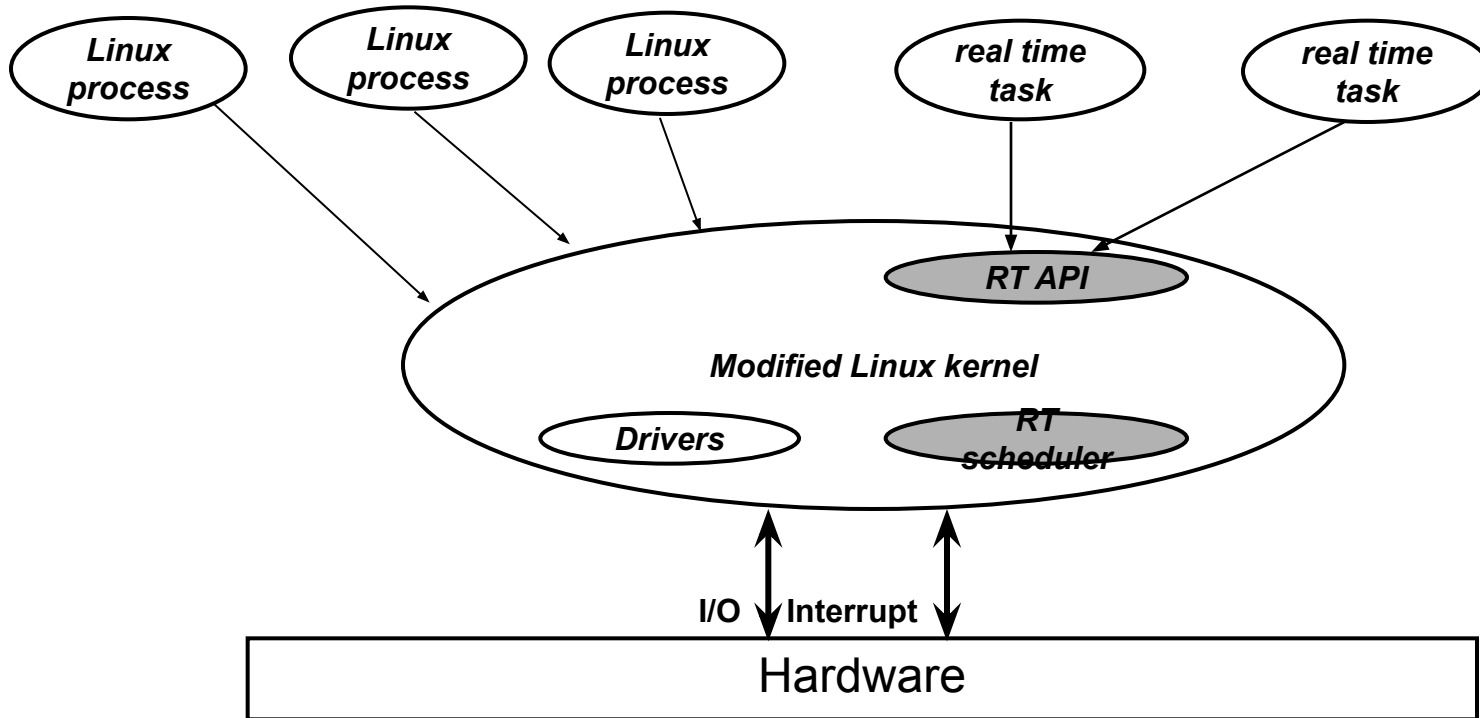 Linux
process
Linux
process
Linux
process
real time
task
real time
task
RT API
Modified Linux kernel
Drivers
RT
scheduler
I/O
Interrupt
Hardware